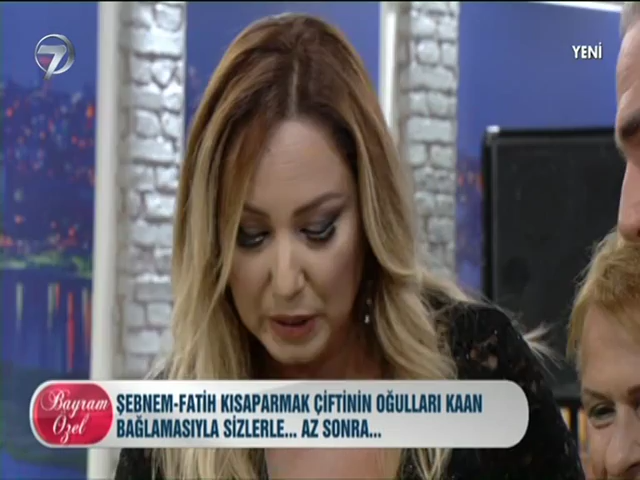 7
YENİ
Bayram
Özel
ŞEBNEM-FATİH KISAPARMAK ÇİFTİNİN OĞULLARI KAAN
BAĞLAMASIYLA SİZLERLE... AZ SONRA...